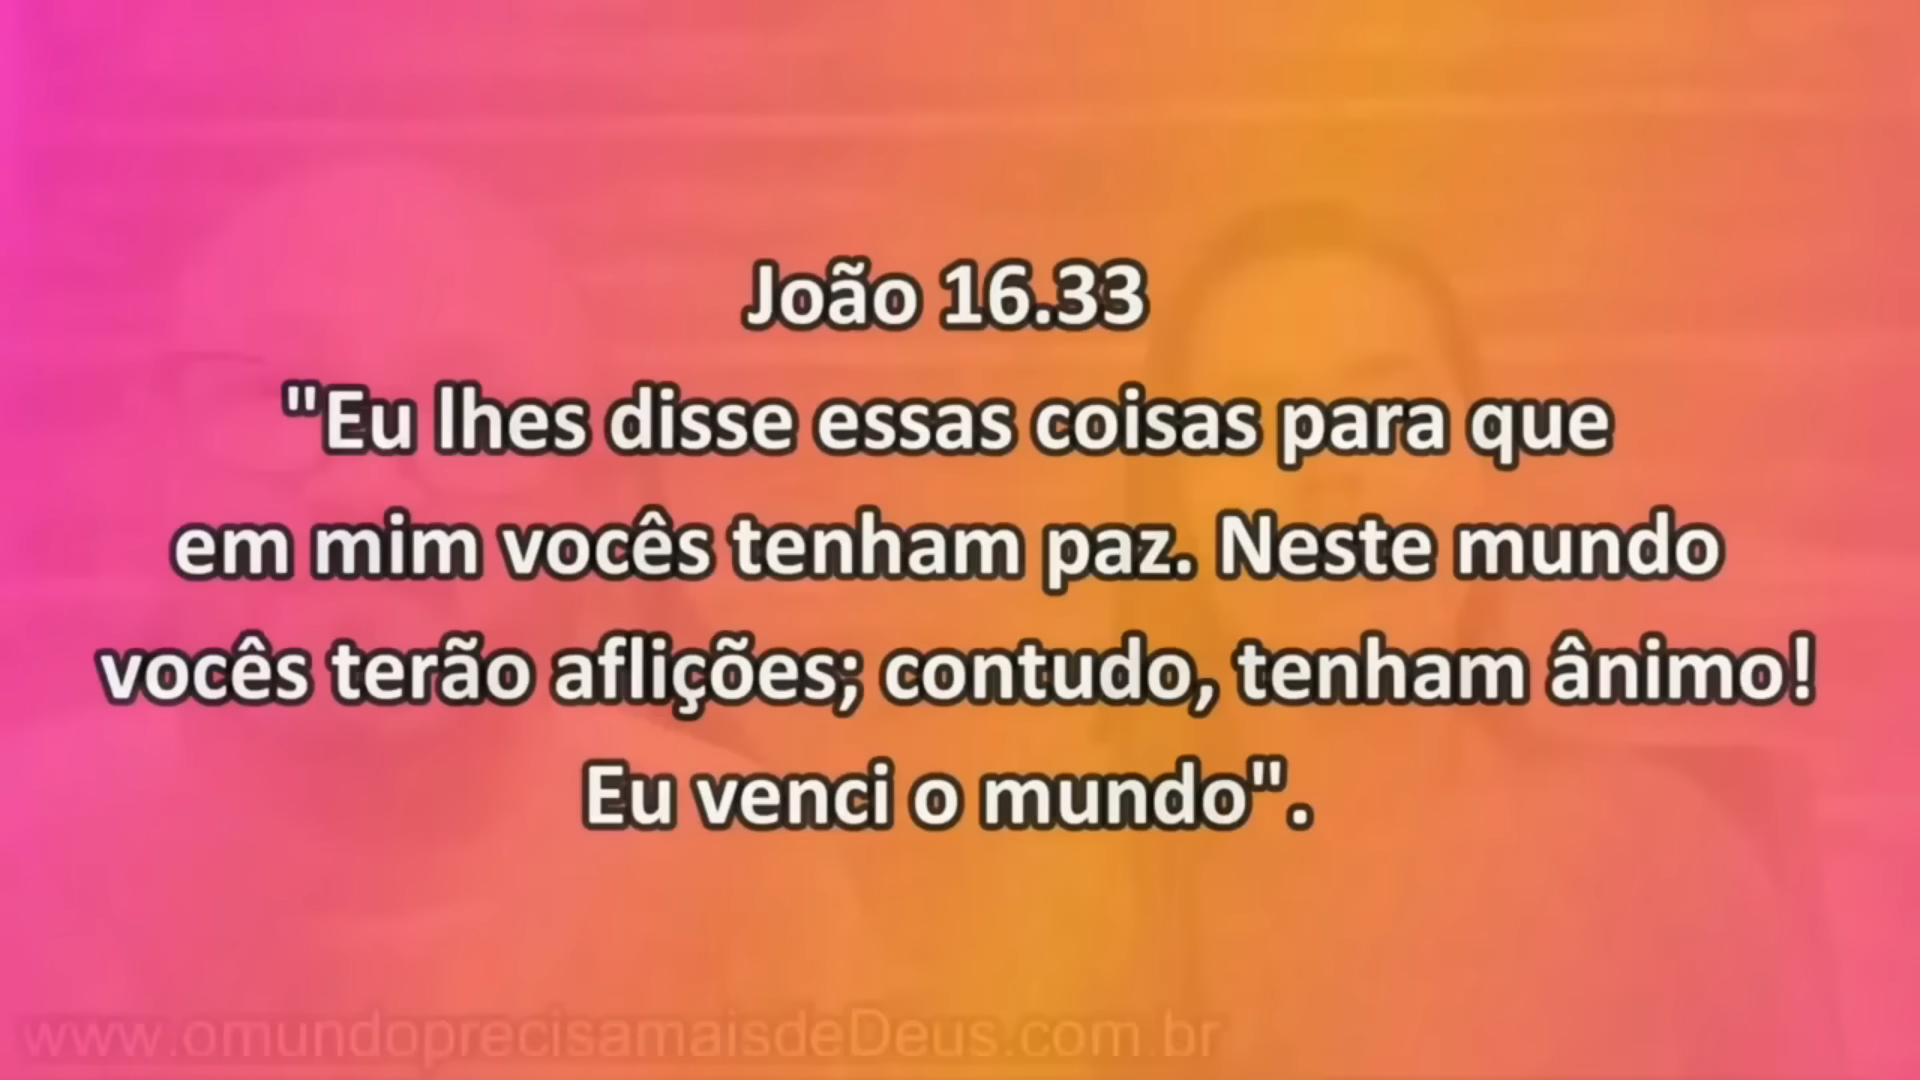 João 16.33
"Eu lhes disse essas coisas para que
em mim vocês tenham paz. Neste mundo
vocês terão aflições; contudo, tenham ânimo!
Eu venci o mundo".
www.omundoprecisamaisdeDeus.com.br